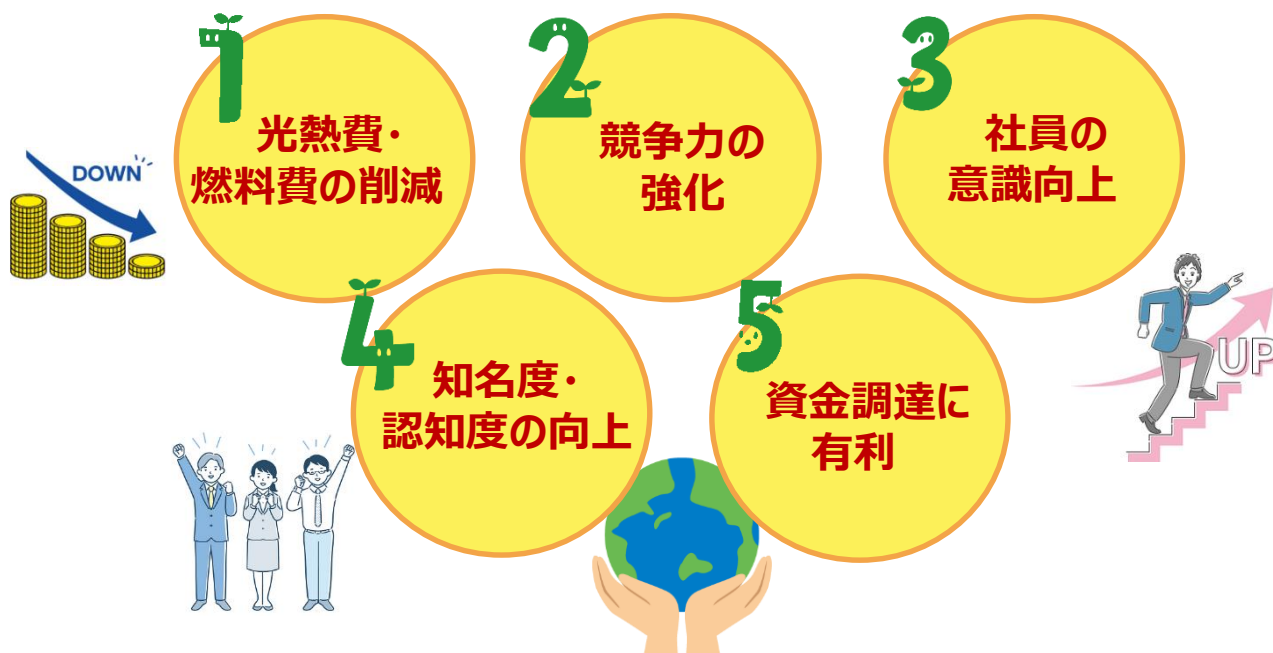 1
光熱費・
燃料費の削減
DOWN
2
競争力の
強化
3
社員の
意識向上
4
知名度・
認知度の向上
5
資金調達に
有利
UP